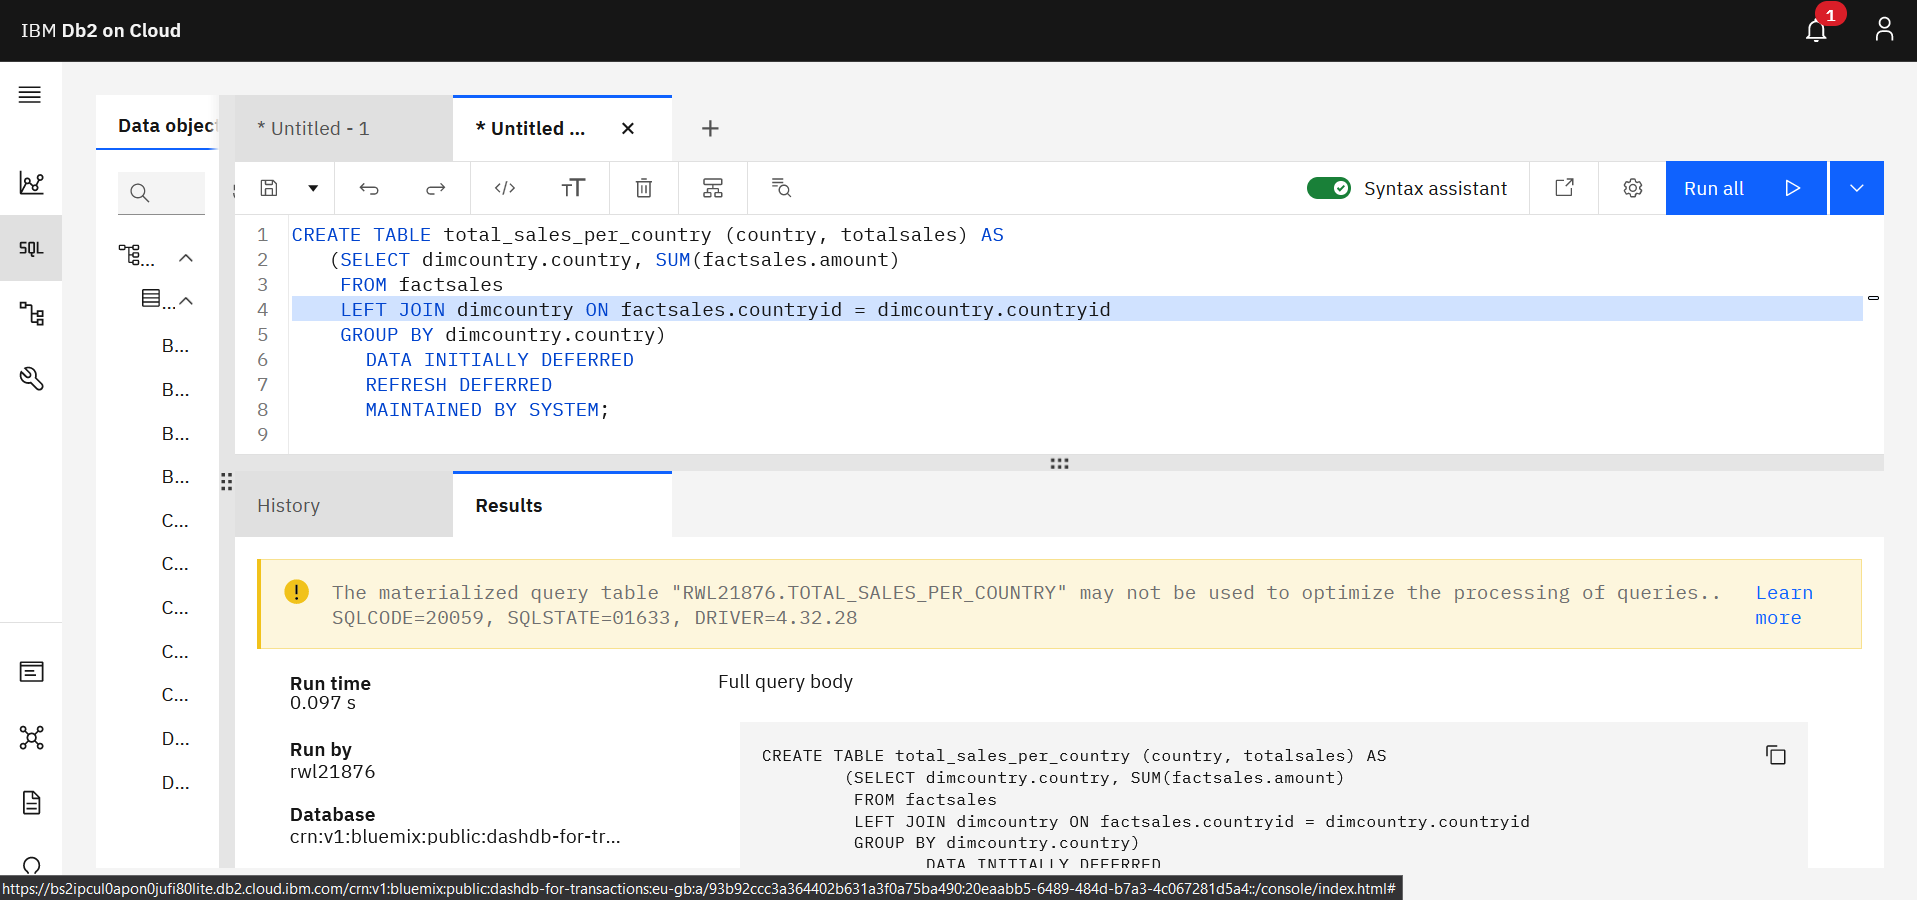 IBM Db2 on Cloud
1
Data object
* Untitled - 1
* Untitled ...
Syntax assistant
Run all
SQL
1 CREATE TABLE total_sales_per_country (country, totalsales) AS
2 (SELECT dimcountry.country, SUM(factsales.amount)
3 FROM factsales
4 LEFT JOIN dimcountry ON factsales.countryid = dimcountry.countryid
5 GROUP BY dimcountry.country)
6 DATA INITIALLY DEFERRED
7 REFRESH DEFERRED
8 MAINTAINED BY SYSTEM;
9
...
...
B...
B...
B...
B...
C...
C...
C...
C...
C...
D...
D...
History
Results
The materialized query table "RWL21876.TOTAL_SALES_PER_COUNTRY" may not be used to optimize the processing of queries..
SQLCODE=20059, SQLSTATE=01633, DRIVER=4.32.28
Learn
more
Run time
0.097 s
Run by
rwl21876
Database
crn:v1:bluemix:public:dashdb-for-tr...
Full query body
CREATE TABLE total_sales_per_country (country, totalsales) AS
(SELECT dimcountry.country, SUM(factsales.amount)
FROM factsales
LEFT JOIN dimcountry ON factsales.countryid = dimcountry.countryid
GROUP BY dimcountry.country)
DATA INITIALLY DEFERRED
https://bs2ipcul0apon0jufi80lite.db2.cloud.ibm.com/crn:v1:bluemix:public:dashdb-for-transactions:eu-gb:a/93b92ccc3a364402b631a3f0a75ba490:20eaabb5-6489-484d-b7a3-4c067281d5a4::/console/index.html#